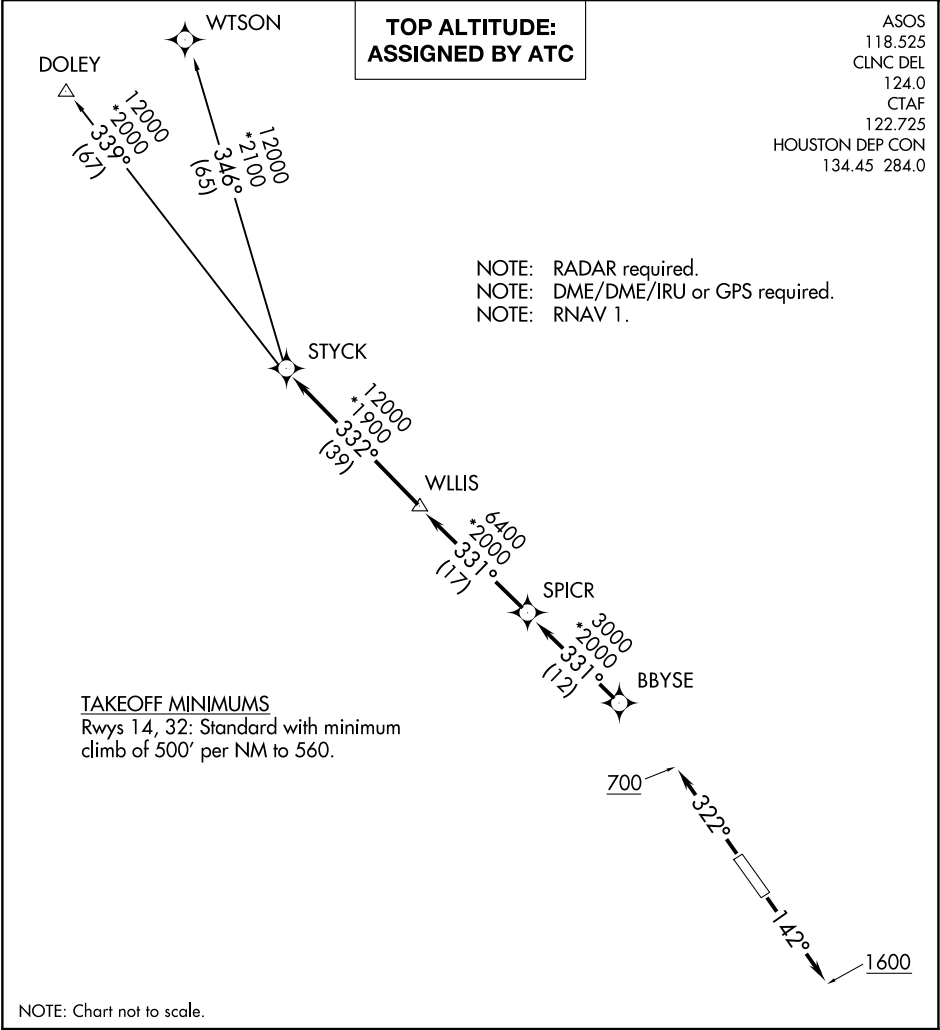 TOP ALTITUDE:
ASSIGNED BY ATC
ASOS
118.525
CLNC DEL
124.0
CTAF
122.725
HOUSTON DEP CON
134.45 284.0
WTSON
DOLEY
12000
*2000
339°
(67)
12000
*2100
346°
(65)
NOTE: RADAR required.
NOTE: DME/DME/IRU or GPS required.
NOTE: RNAV 1.
STYCK
12000
*1900
332°
(39)
WLLIS
6400
*2000
331°
(17)
SPICR
3000
*2000
331°
(12)
BBYSE
TAKEOFF MINIMUMS
Rwys 14, 32: Standard with minimum
climb of 500' per NM to 560.
700
322°
142°
1600
NOTE: Chart not to scale.